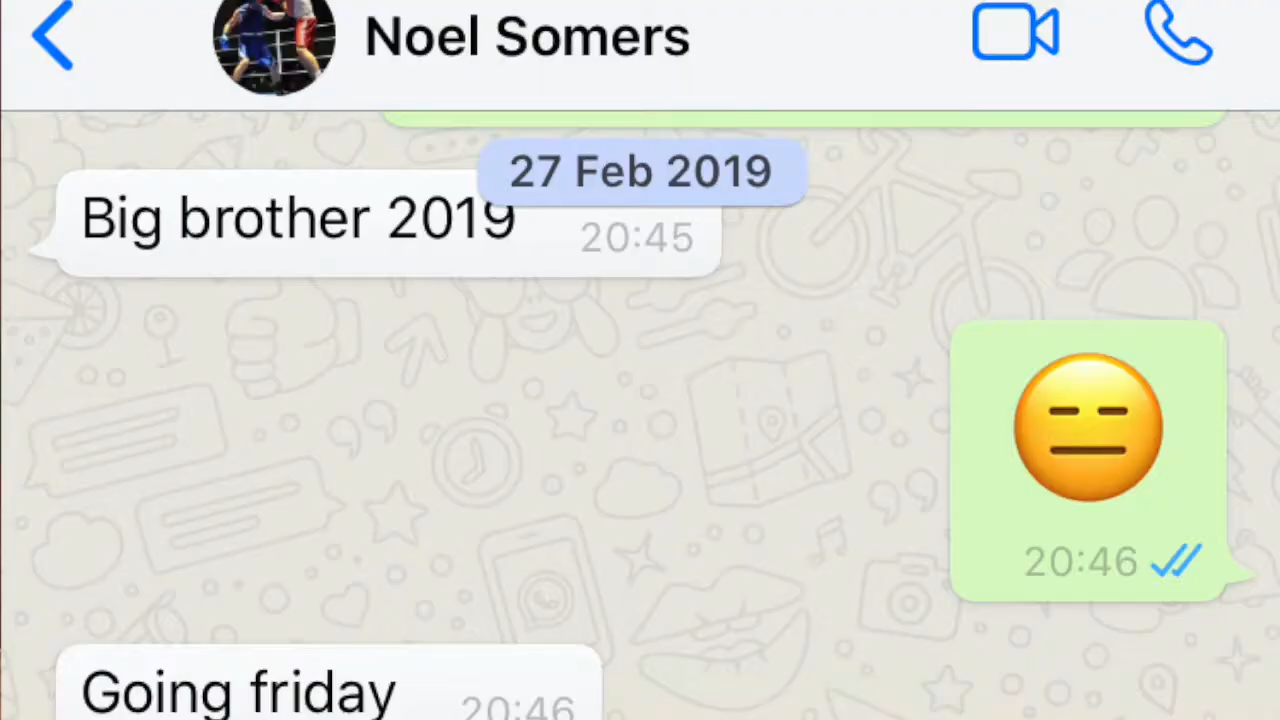 Noel Somers
27 Feb 2019
Big brother 2019
20:45
20:46
Going friday
20:46